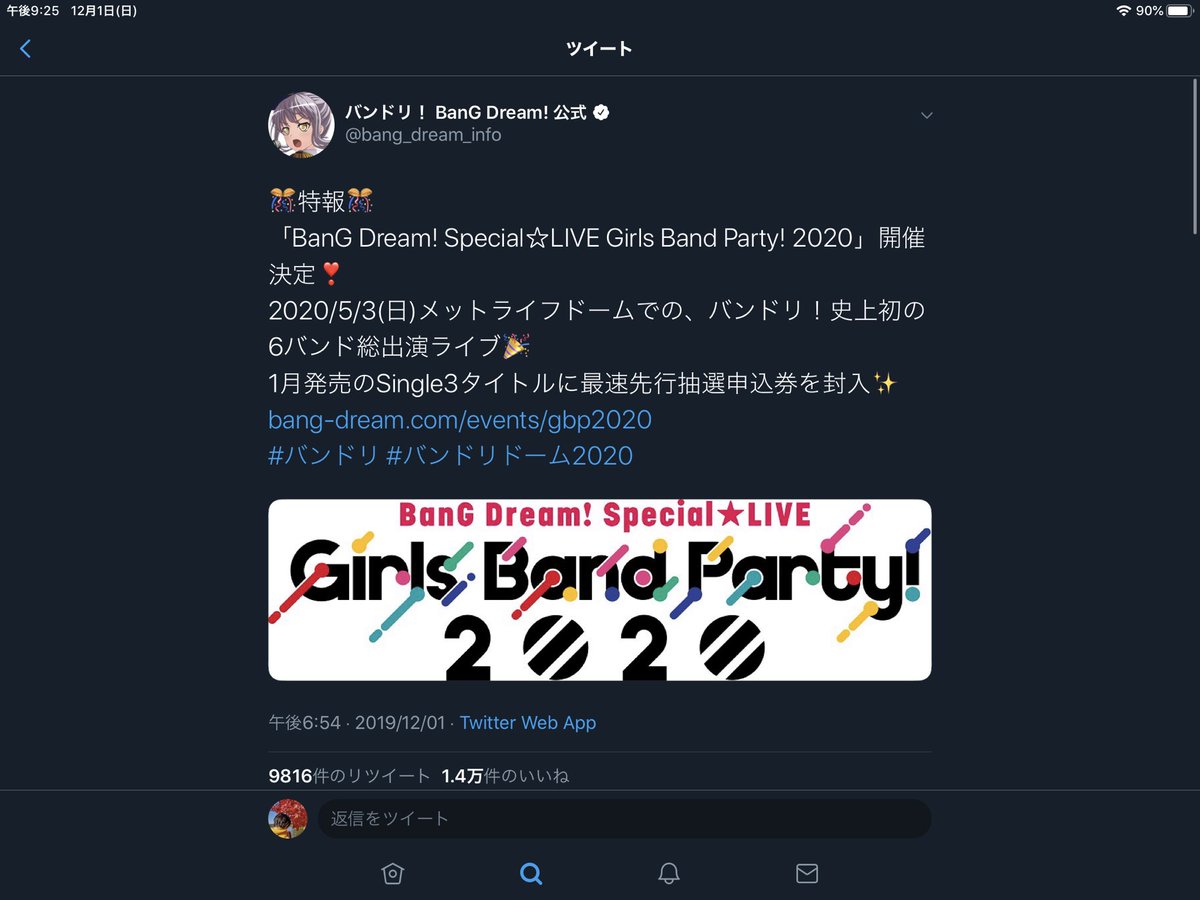 午後9:25 12月1日(日) 90%
ツイート
バンドリ！ BanG Dream! 公式
@bang_dream_info
🎊特報🎊
「BanG Dream! Special☆LIVE Girls Band Party! 2020」開催
決定❣️
2020/5/3(日)メットライフドームでの、バンドリ！史上初の
6バンド総出演ライブ🎉
1月発売のSingle3タイトルに最速先行抽選申込券を封入✨
bang-dream.com/events/gbp2020
#バンドリ #バンドリドーム2020
BanG Dream! Special★LIVE
Girls Band Party!
2020
午後6:54 · 2019/12/01 · Twitter Web App
9816件のリツイート 1.4万件のいいね
返信をツイート